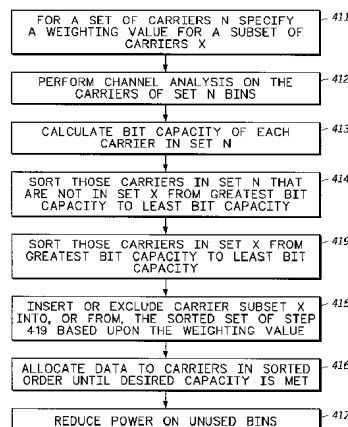 FOR A SET OF CARRIERS N SPECIFY
A WEIGHTING VALUE FOR A SUBSET OF
CARRIERS X
411
PERFORM CHANNEL ANALYSIS ON THE
CARRIERS OF SET N BINS
412
CALCULATE BIT CAPACITY OF EACH
CARRIER IN SET N
413
SORT THOSE CARRIERS IN SET N THAT
ARE NOT IN SET X FROM GREATEST BIT
CAPACITY TO LEAST BIT CAPACITY
414
SORT THOSE CARRIERS IN SET X FROM
GREATEST BIT CAPACITY TO LEAST BIT
CAPACITY
419
INSERT OR EXCLUDE CARRIER SUBSET X
INTO, OR FROM, THE SORTED SET OF STEP
419 BASED UPON THE WEIGHTING VALUE
415
ALLOCATE DATA TO CARRIERS IN SORTED
ORDER UNTIL DESIRED CAPACITY IS MET
416
REDUCE POWER ON UNUSED BINS
417